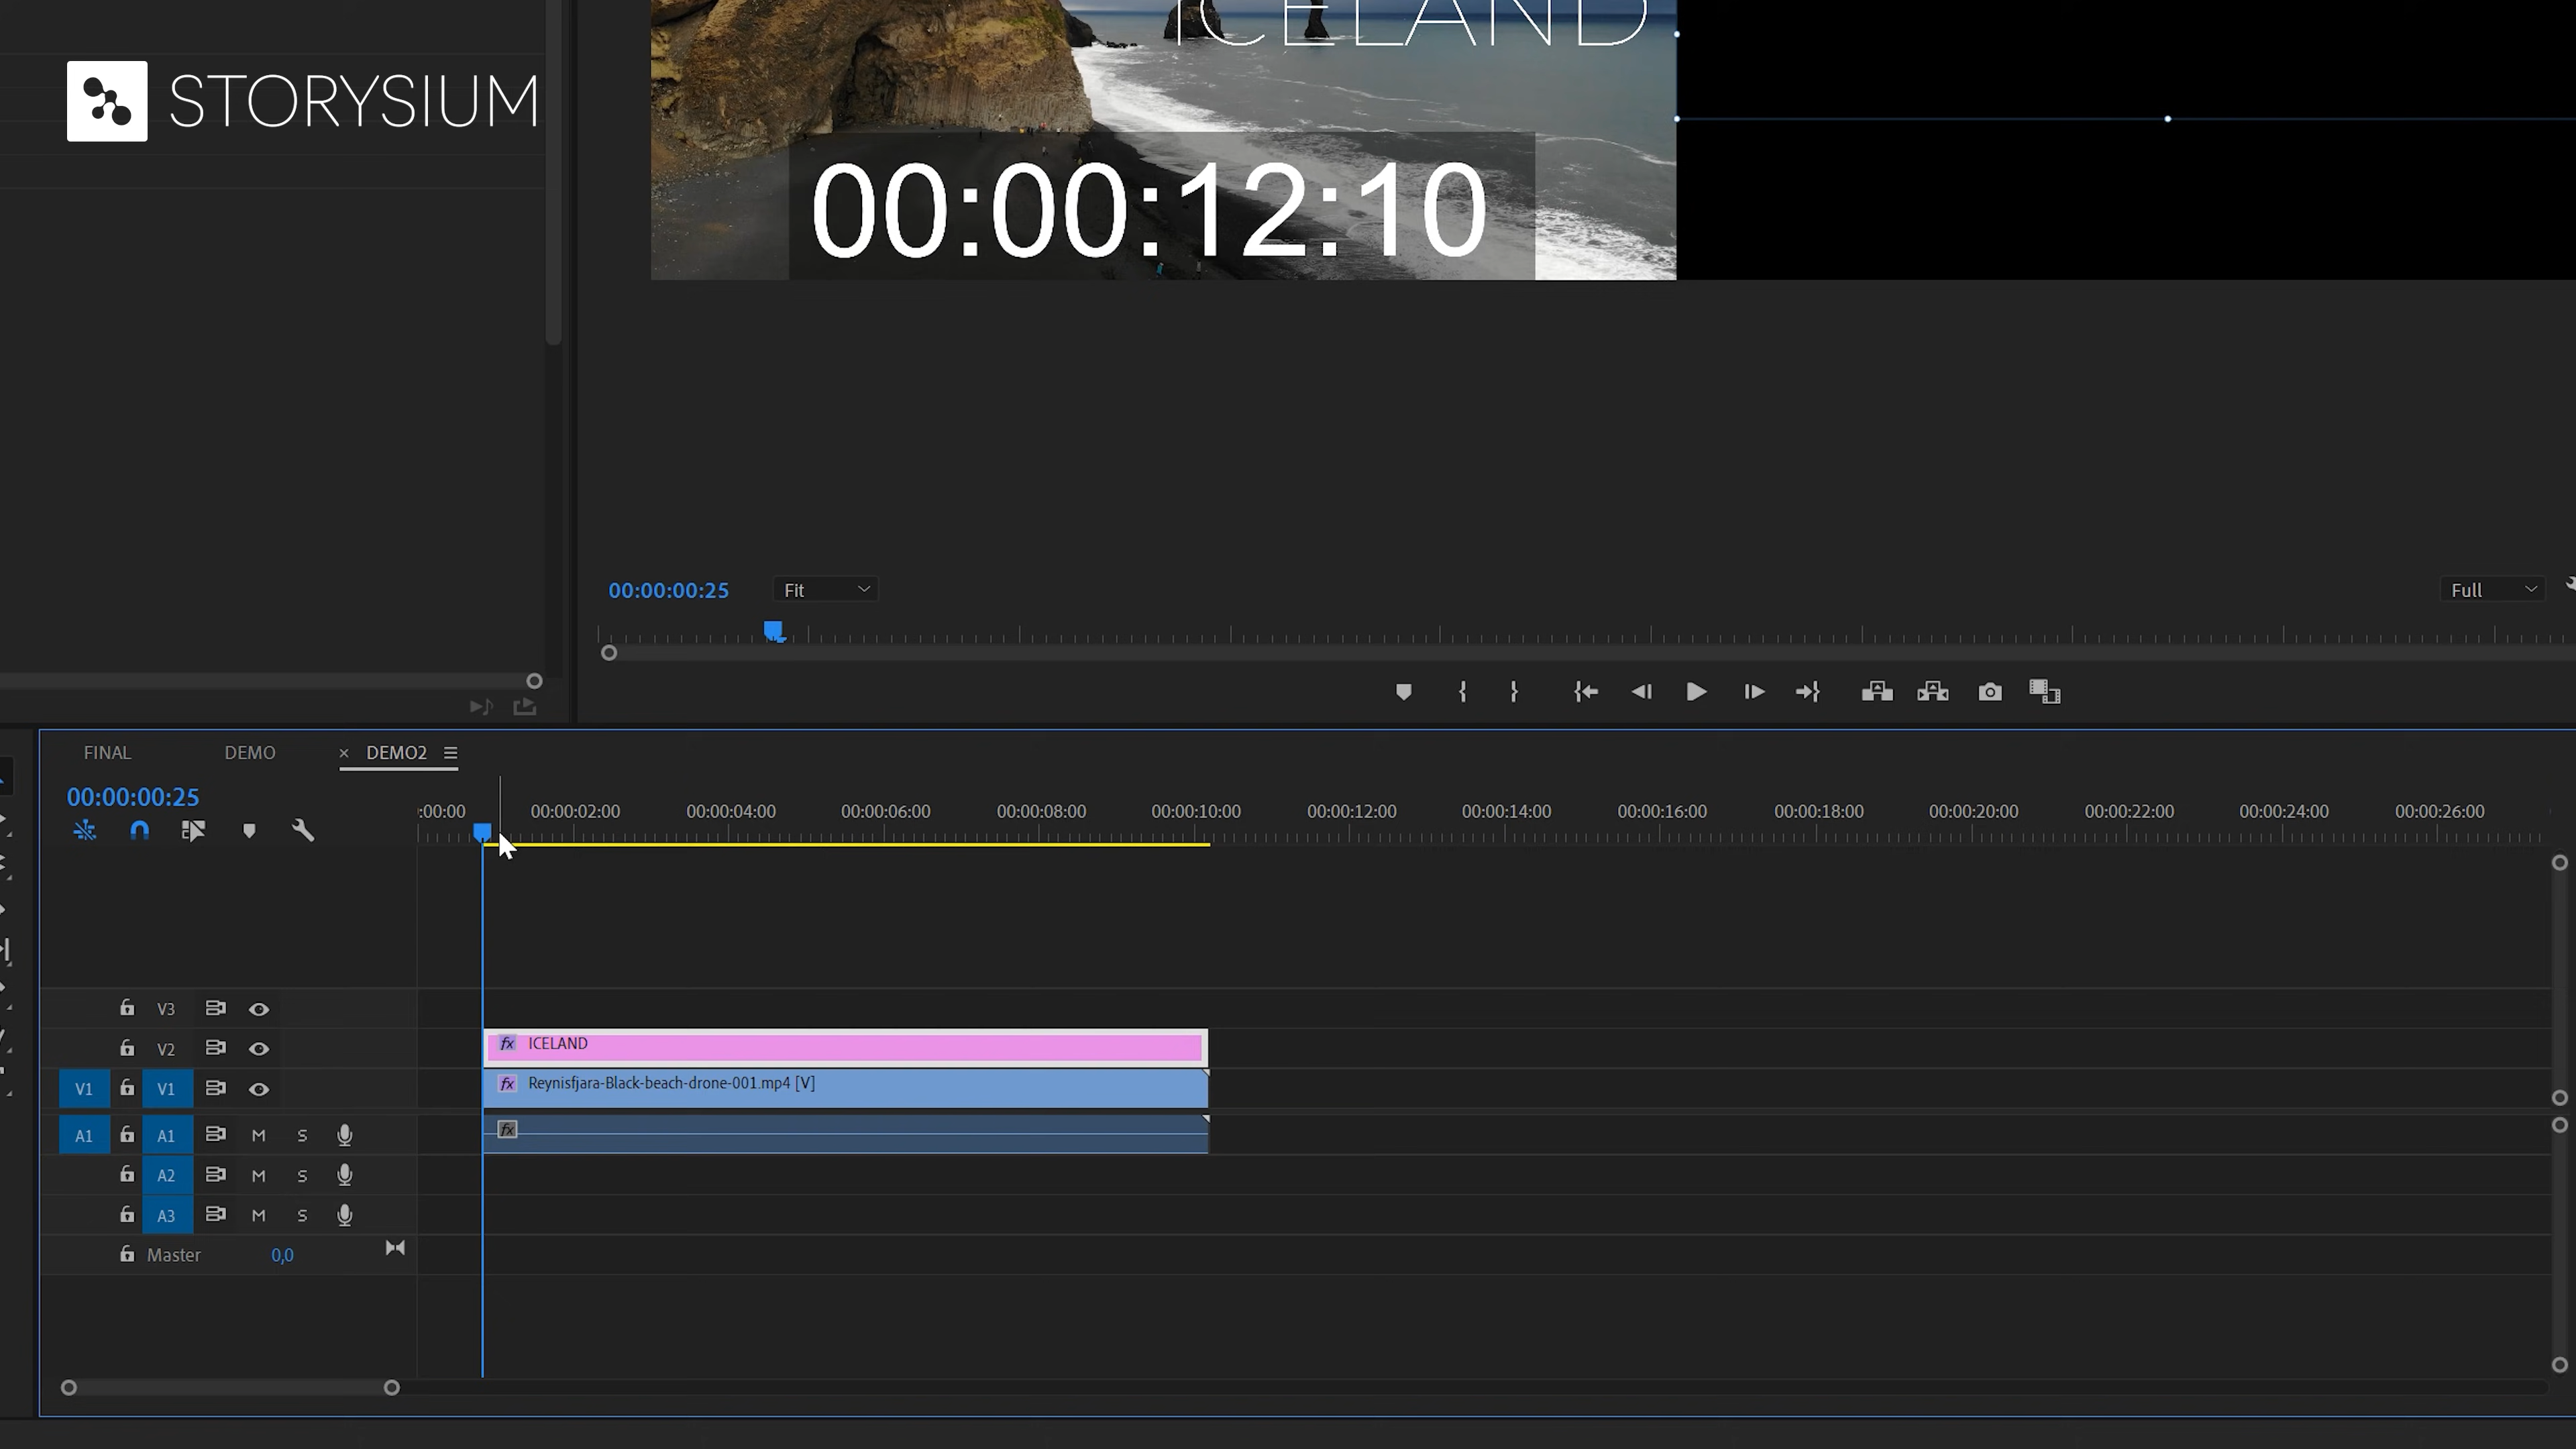 ICELAND
STORYSIUM
00:00:12:10
00:00:00:25 Fit Full
FINAL DEMO × DEMO2
00:00:00:25
:00:00 00:00:02:00 00:00:04:00 00:00:06:00 00:00:08:00 00:00:10:00 00:00:12:00 00:00:14:00 00:00:16:00 00:00:18:00 00:00:20:00 00:00:22:00 00:00:24:00 00:00:26:00
V3
V2 fx ICELAND
V1 V1 fx Reynisfjara-Black-beach-drone-001.mp4 [V]
A1 A1 M S fx
A2 M S
A3 M S
Master 0,0